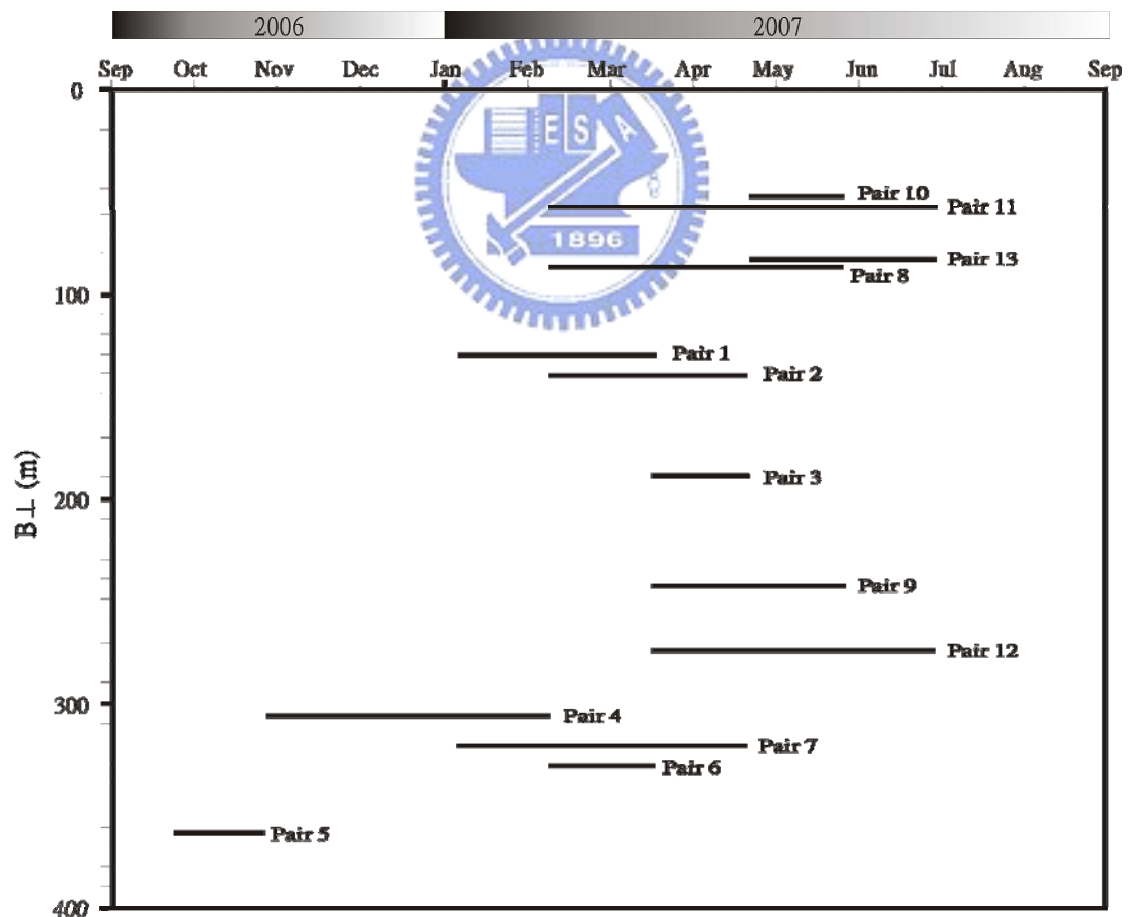 2006 2007
Sep Oct Nov Dec Jan Feb Mar Apr May Jun Jul Aug Sep
0
E S A
Pair 10
Pair 11
1896
Pair 13
Pair 8
100
Pair 1
Pair 2
B⊥ (m)
Pair 3
200
Pair 9
Pair 12
300
Pair 4
Pair 7
Pair 6
Pair 5
400